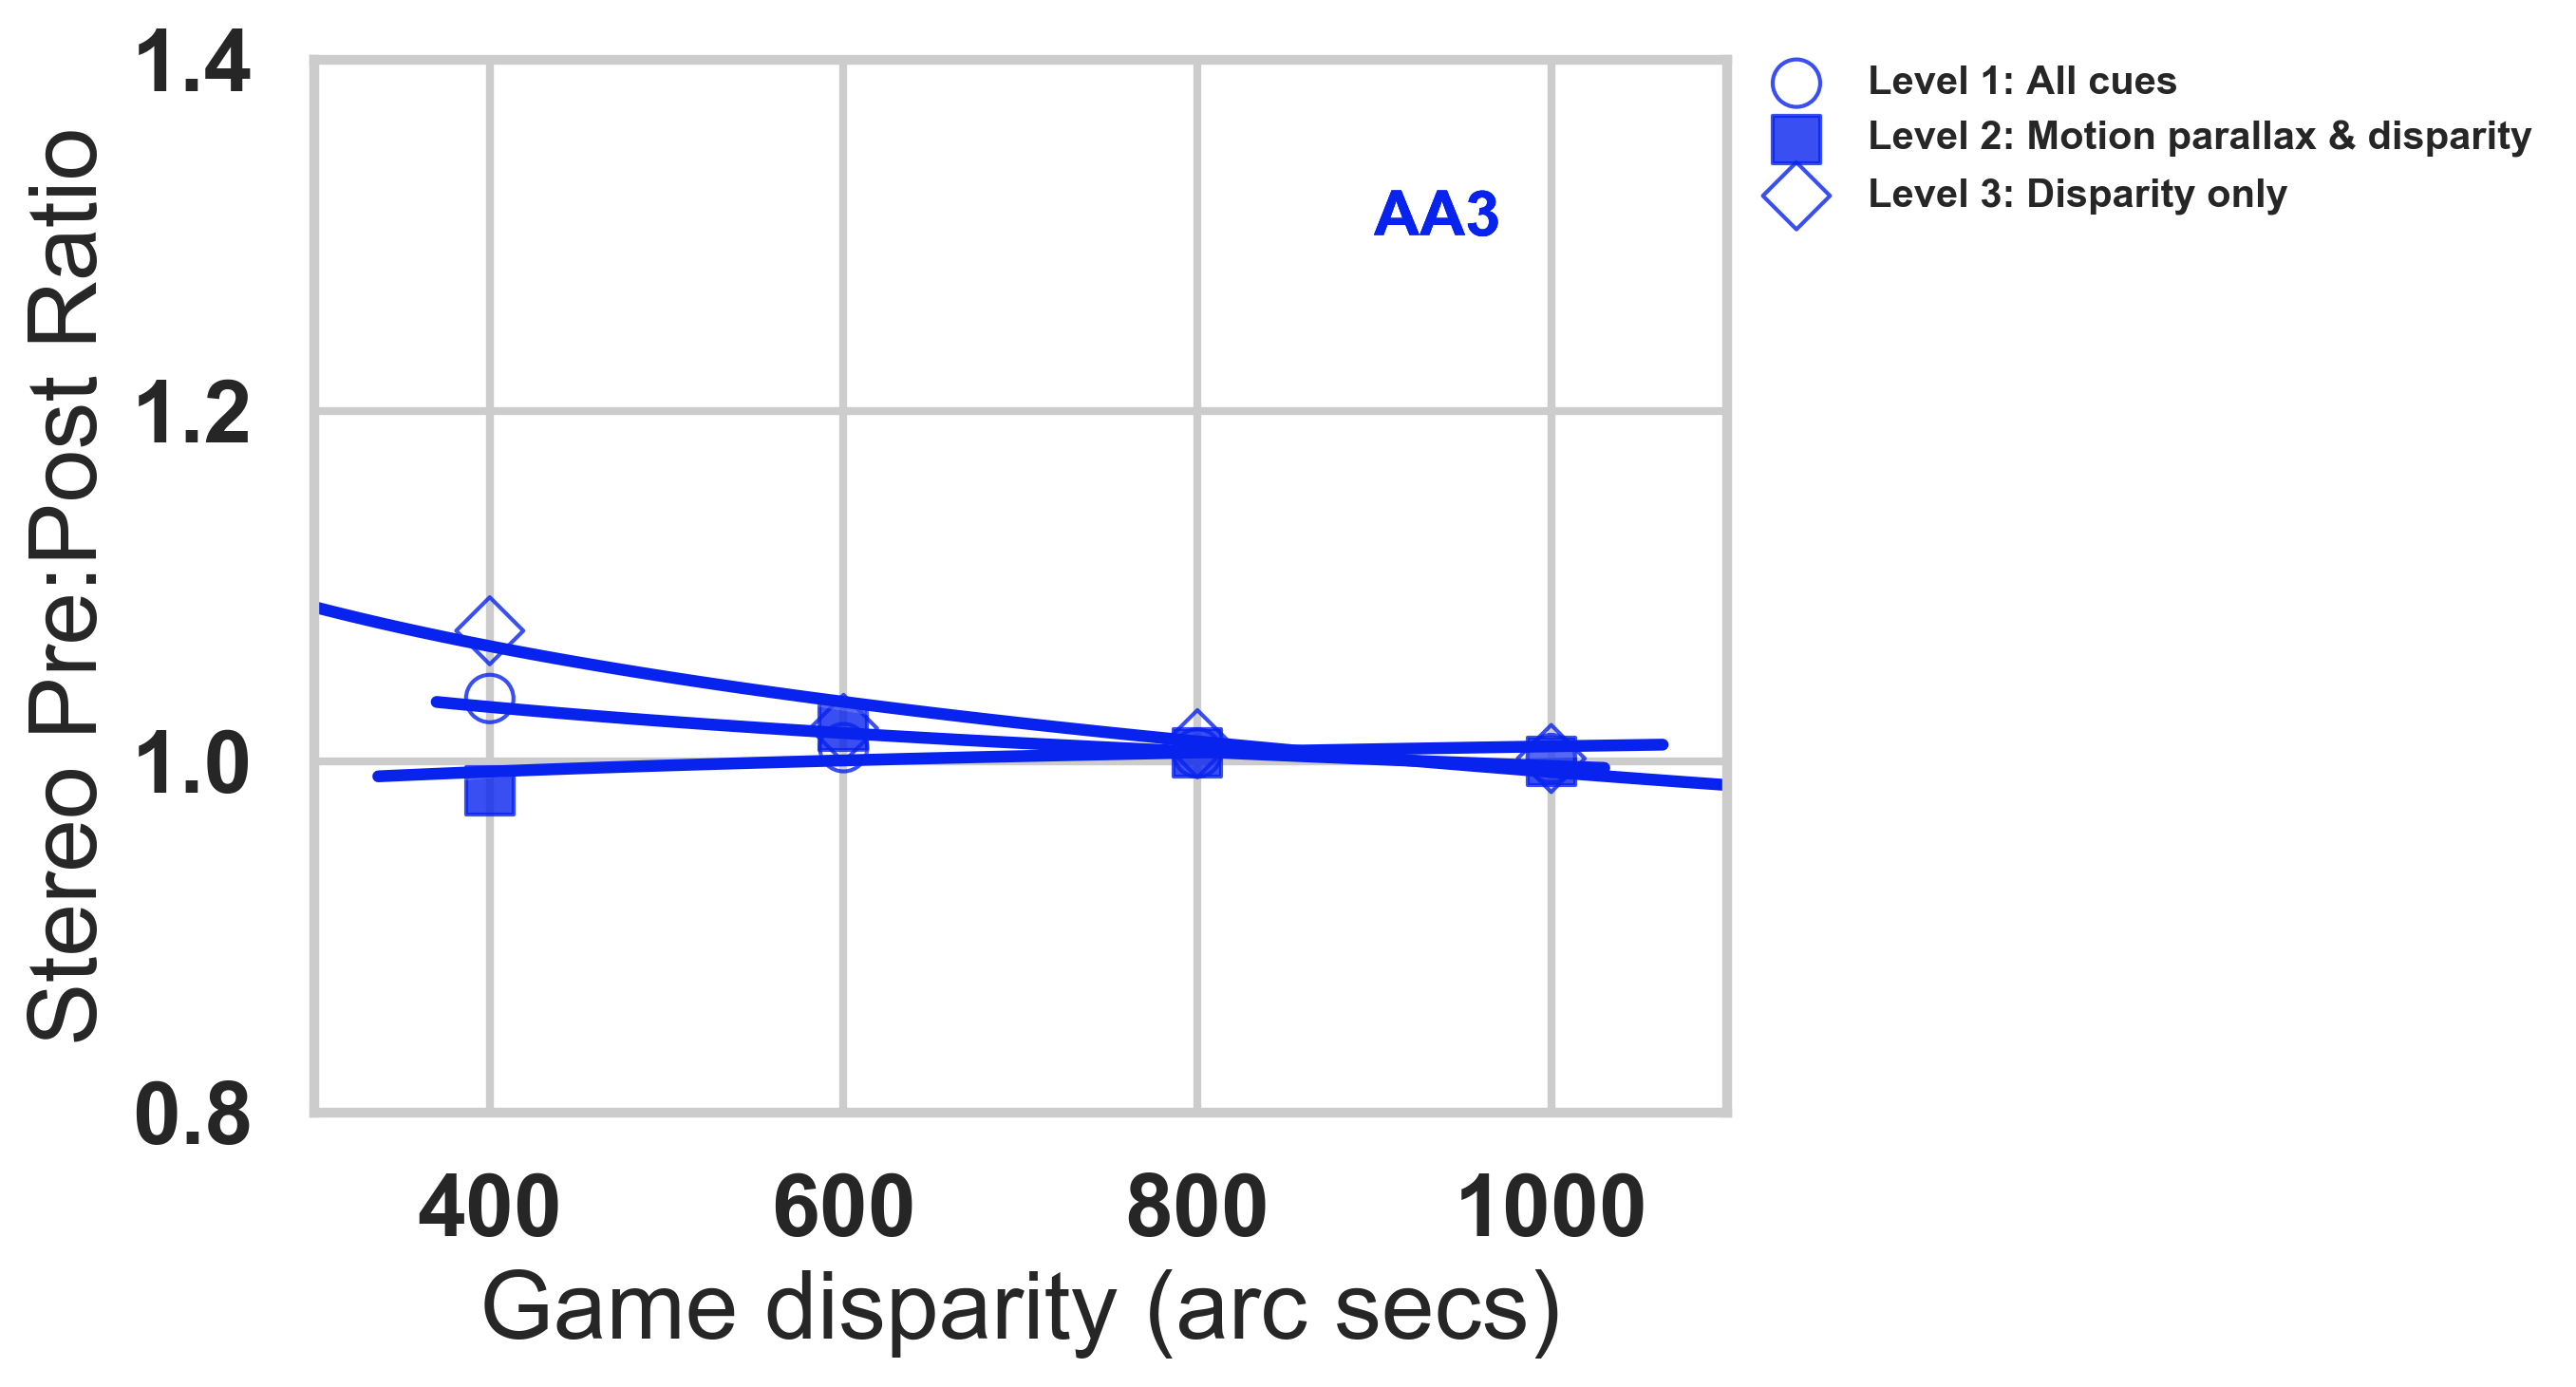 Stereo Pre:Post Ratio
1.4
1.2
1.0
0.8
400 600 800 1000
Game disparity (arc secs)
AA3
Level 1: All cues
Level 2: Motion parallax & disparity
Level 3: Disparity only